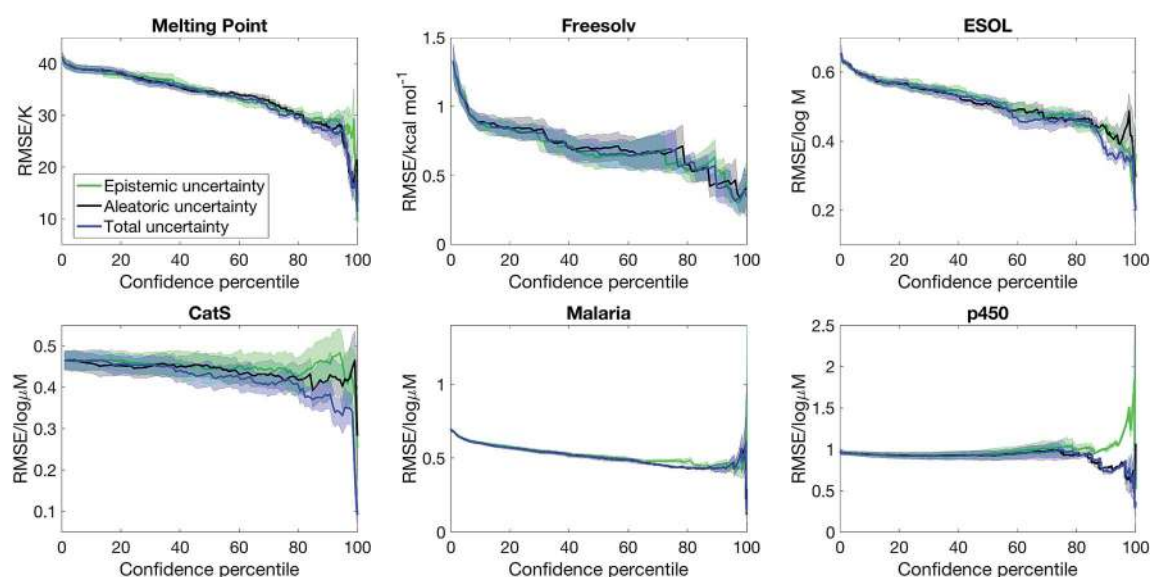 Melting Point
RMSE/K
40
30
20
10
Epistemic uncertainty
Aleatoric uncertainty
Total uncertainty
0 20 40 60 80 100
Confidence percentile
Freesolv
RMSE/kcal mol⁻¹
1.5
1
0.5
0
0 20 40 60 80 100
Confidence percentile
ESOL
RMSE/log M
0.6
0.4
0.2
0 20 40 60 80 100
Confidence percentile
CatS
RMSE/logμM
0.5
0.4
0.3
0.2
0.1
0 20 40 60 80 100
Confidence percentile
Malaria
RMSE/logμM
1
0.5
0
0 20 40 60 80 100
Confidence percentile
p450
RMSE/logμM
2.5
2
1.5
1
0.5
0
0 20 40 60 80 100
Confidence percentile